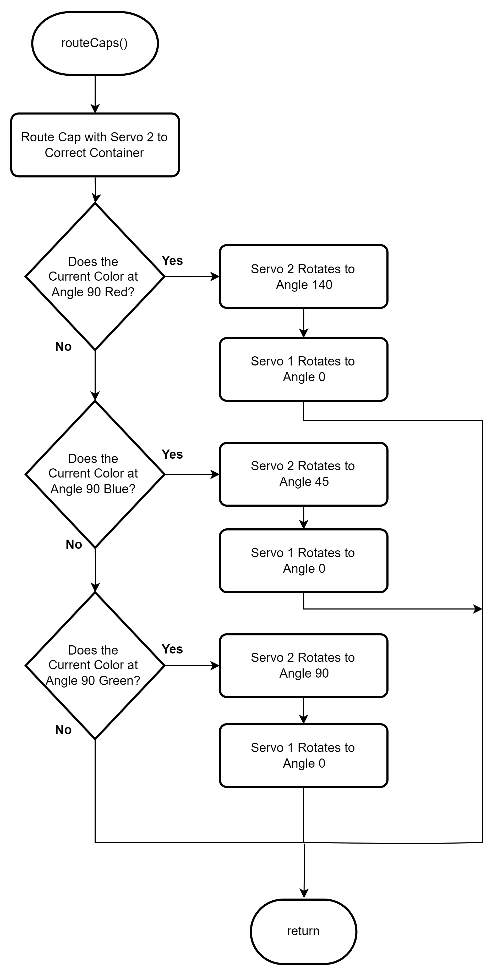 routeCaps()
Route Cap with Servo 2 to
Correct Container
Does the
Current Color at
Angle 90 Red?
Yes
Servo 2 Rotates to
Angle 140
Servo 1 Rotates to
Angle 0
No
Does the
Current Color at
Angle 90 Blue?
Yes
Servo 2 Rotates to
Angle 45
Servo 1 Rotates to
Angle 0
No
Does the
Current Color at
Angle 90 Green?
Yes
Servo 2 Rotates to
Angle 90
Servo 1 Rotates to
Angle 0
No
return